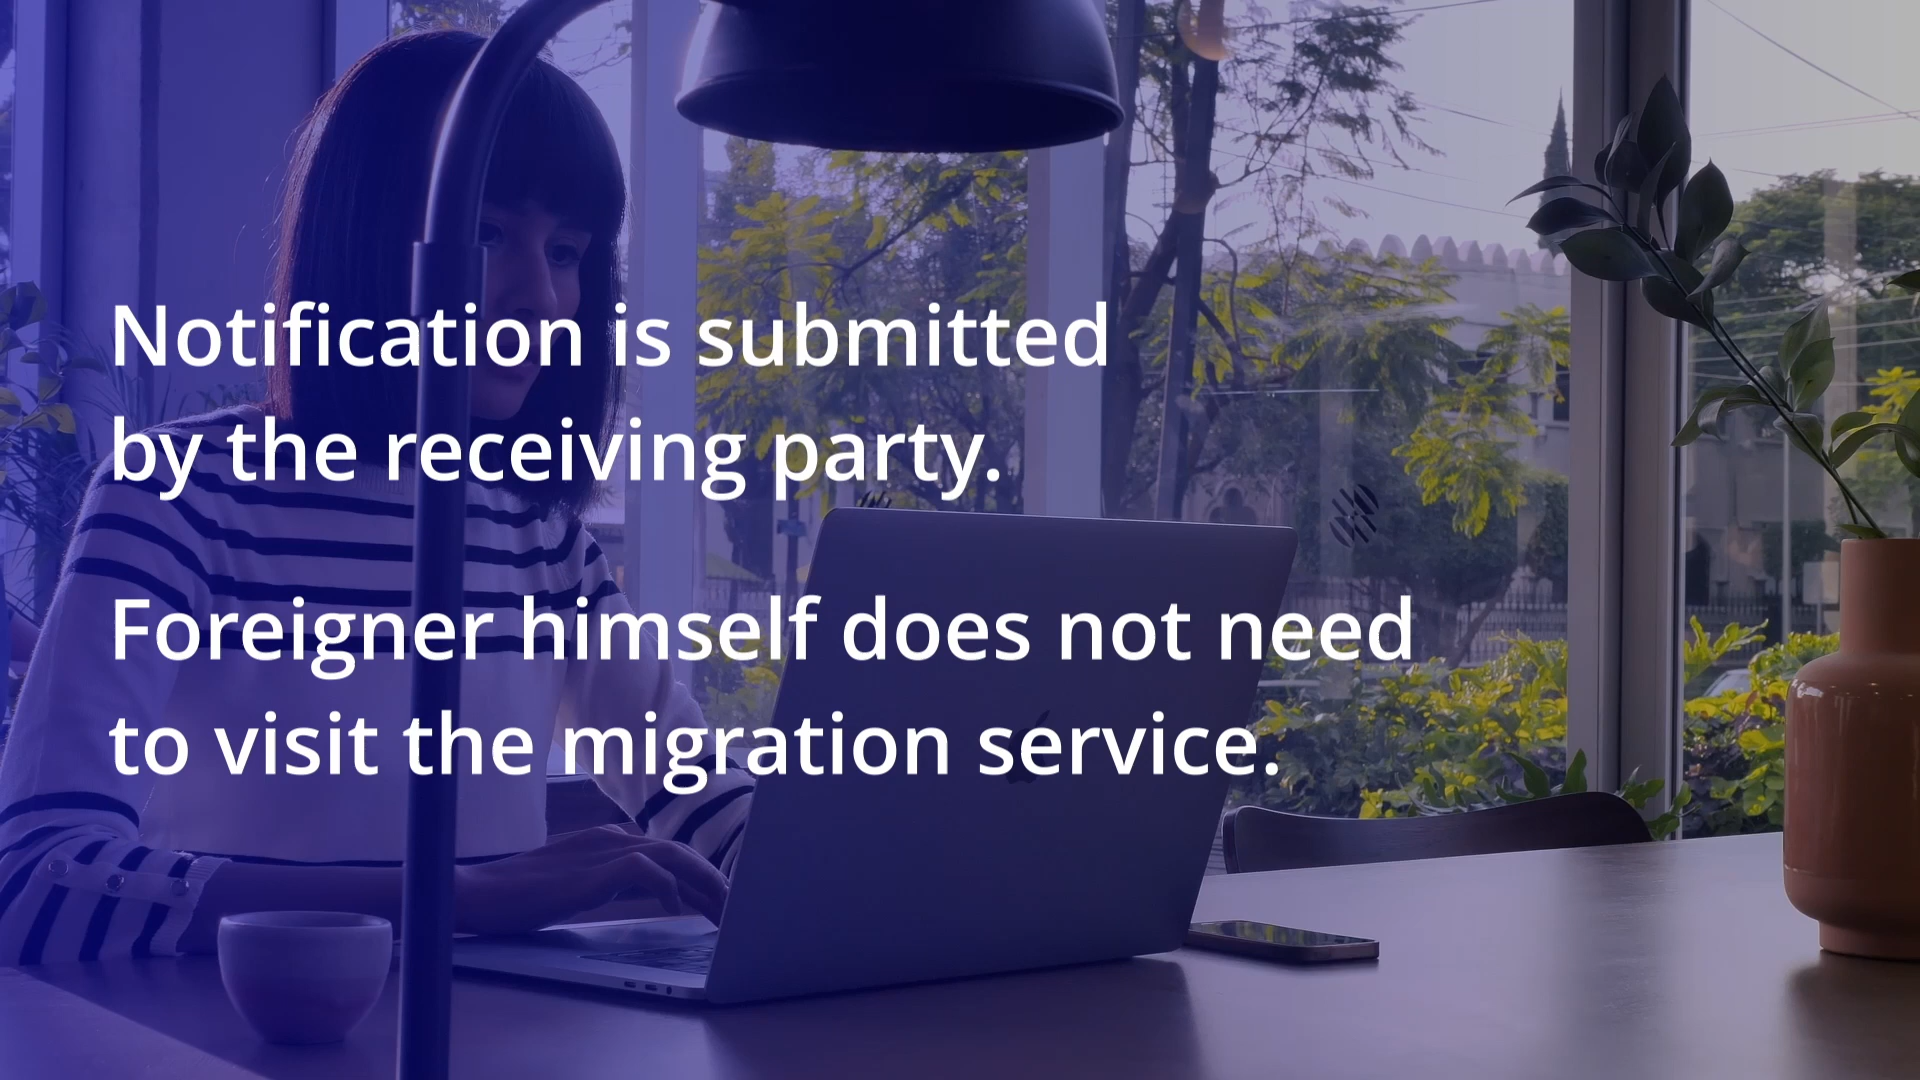 Notification is submitted
by the receiving party.
Foreigner himself does not need
to visit the migration service.